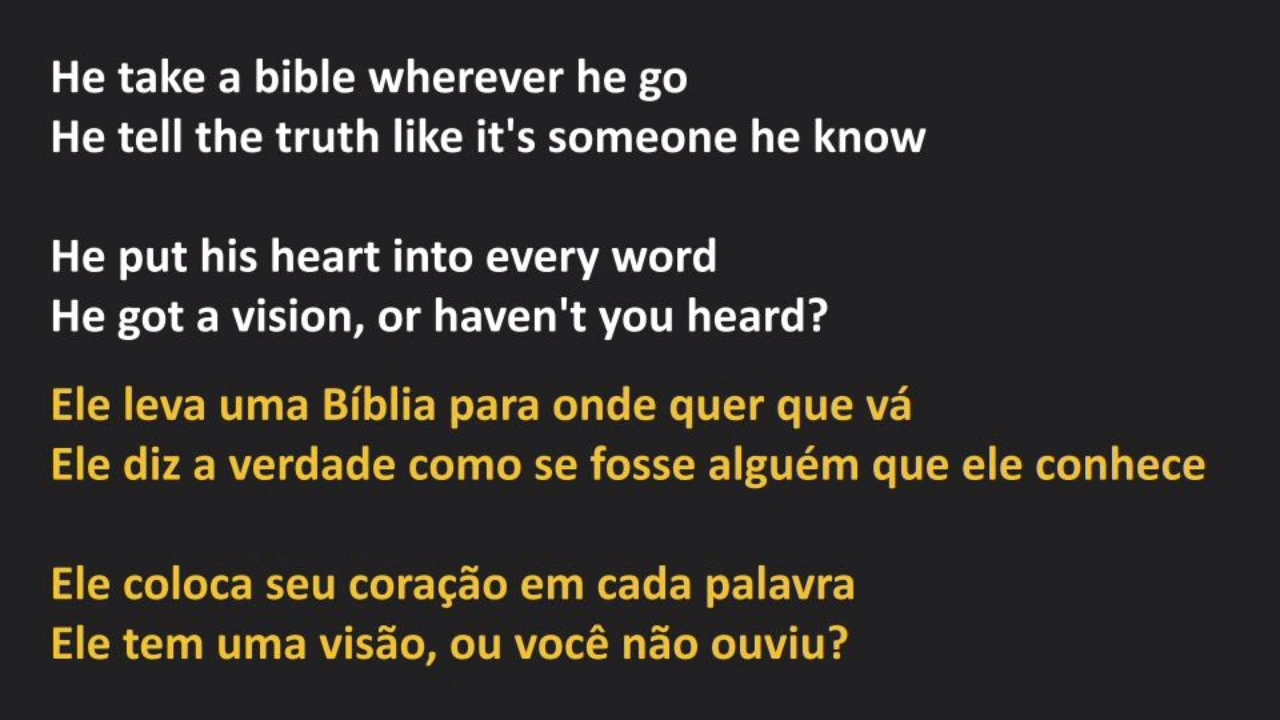 He take a bible wherever he go
He tell the truth like it's someone he know
He put his heart into every word
He got a vision, or haven't you heard?
Ele leva uma Bíblia para onde quer que vá
Ele diz a verdade como se fosse alguém que ele conhece
Ele coloca seu coração em cada palavra
Ele tem uma visão, ou você não ouviu?